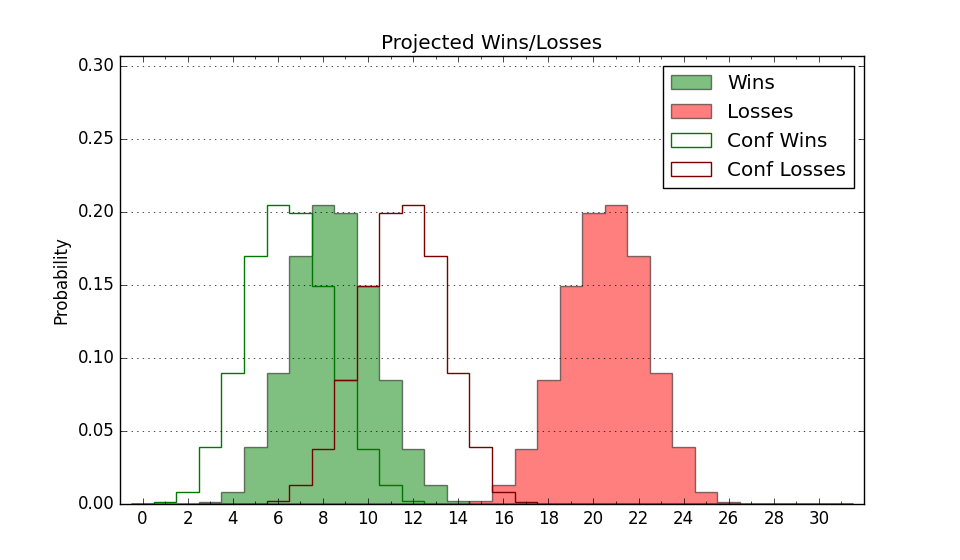 Projected Wins/Losses
0.30
0.25
0.20
0.15
0.10
0.05
0.00
Probability
Wins
Losses
Conf Wins
Conf Losses
0 2 4 6 8 10 12 14 16 18 20 22 24 26 28 30